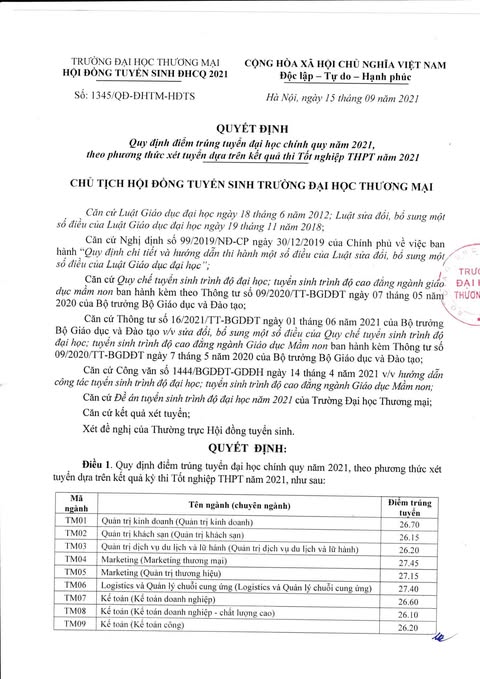 TRƯỜNG ĐẠI HỌC THƯƠNG MẠI
HỘI ĐỒNG TUYỂN SINH ĐHCQ 2021
Số: 1345/QĐ-ĐHTM-HĐTS
CỘNG HÒA XÃ HỘI CHỦ NGHĨA VIỆT NAM
Độc lập – Tự do – Hạnh phúc
Hà Nội, ngày 15 tháng 09 năm 2021
QUYẾT ĐỊNH
Quy định điểm trúng tuyển đại học chính quy năm 2021,
theo phương thức xét tuyển dựa trên kết quả thi Tốt nghiệp THPT năm 2021
CHỦ TỊCH HỘI ĐỒNG TUYỂN SINH TRƯỜNG ĐẠI HỌC THƯƠNG MẠI
Căn cứ Luật Giáo dục đại học ngày 18 tháng 6 năm 2012; Luật sửa đổi, bổ sung một
số điều của Luật Giáo dục đại học ngày 19 tháng 11 năm 2018;
Căn cứ Nghị định số 99/2019/NĐ-CP ngày 30/12/2019 của Chính phủ về việc ban
hành “Quy định chi tiết và hướng dẫn thi hành một số điều của Luật sửa đổi, bổ sung một
số điều của Luật Giáo dục đại học”;
Căn cứ Quy chế tuyển sinh trình độ đại học; tuyển sinh trình độ cao đẳng ngành giáo
dục mầm non ban hành kèm theo Thông tư số 09/2020/TT-BGDĐT ngày 07 tháng 05 năm
2020 của Bộ trưởng Bộ Giáo dục và Đào tạo;
Căn cứ Thông tư số 16/2021/TT-BGDĐT ngày 01 tháng 06 năm 2021 của Bộ trưởng
Bộ Giáo dục và Đào tạo v/v sửa đổi, bổ sung một số điều của Quy chế tuyển sinh trình độ
đại học; tuyển sinh trình độ cao đẳng ngành Giáo dục Mầm non ban hành kèm Thông tư số
09/2020/TT-BGDĐT ngày 7 tháng 5 năm 2020 của Bộ trưởng Bộ Giáo dục và Đào tạo;
Căn cứ Công văn số 1444/BGDĐT-GDĐH ngày 14 tháng 4 năm 2021 v/v hướng dẫn
công tác tuyển sinh trình độ đại học; tuyển sinh trình độ cao đẳng ngành Giáo dục Mầm non;
Căn cứ Đề án tuyển sinh trình độ đại học năm 2021 của Trường Đại học Thương mại;
Căn cứ kết quả xét tuyển;
Xét đề nghị của Thường trực Hội đồng tuyển sinh.
QUYẾT ĐỊNH:
Điều 1. Quy định điểm trúng tuyển đại học chính quy năm 2021, theo phương thức xét
tuyển dựa trên kết quả kỳ thi Tốt nghiệp THPT năm 2021, như sau:
Mã ngành Tên ngành (chuyên ngành) Điểm trúng tuyển
TM01 Quản trị kinh doanh (Quản trị kinh doanh) 26.70
TM02 Quản trị khách sạn (Quản trị khách sạn) 26.15
TM03 Quản trị dịch vụ du lịch và lữ hành (Quản trị dịch vụ du lịch và lữ hành) 26.20
TM04 Marketing (Marketing thương mại) 27.45
TM05 Marketing (Quản trị thương hiệu) 27.15
TM06 Logistics và Quản lý chuỗi cung ứng (Logistics và Quản lý chuỗi cung ứng) 27.40
TM07 Kế toán (Kế toán doanh nghiệp) 26.60
TM08 Kế toán (Kế toán doanh nghiệp - chất lượng cao) 26.10
TM09 Kế toán (Kế toán công) 26.20